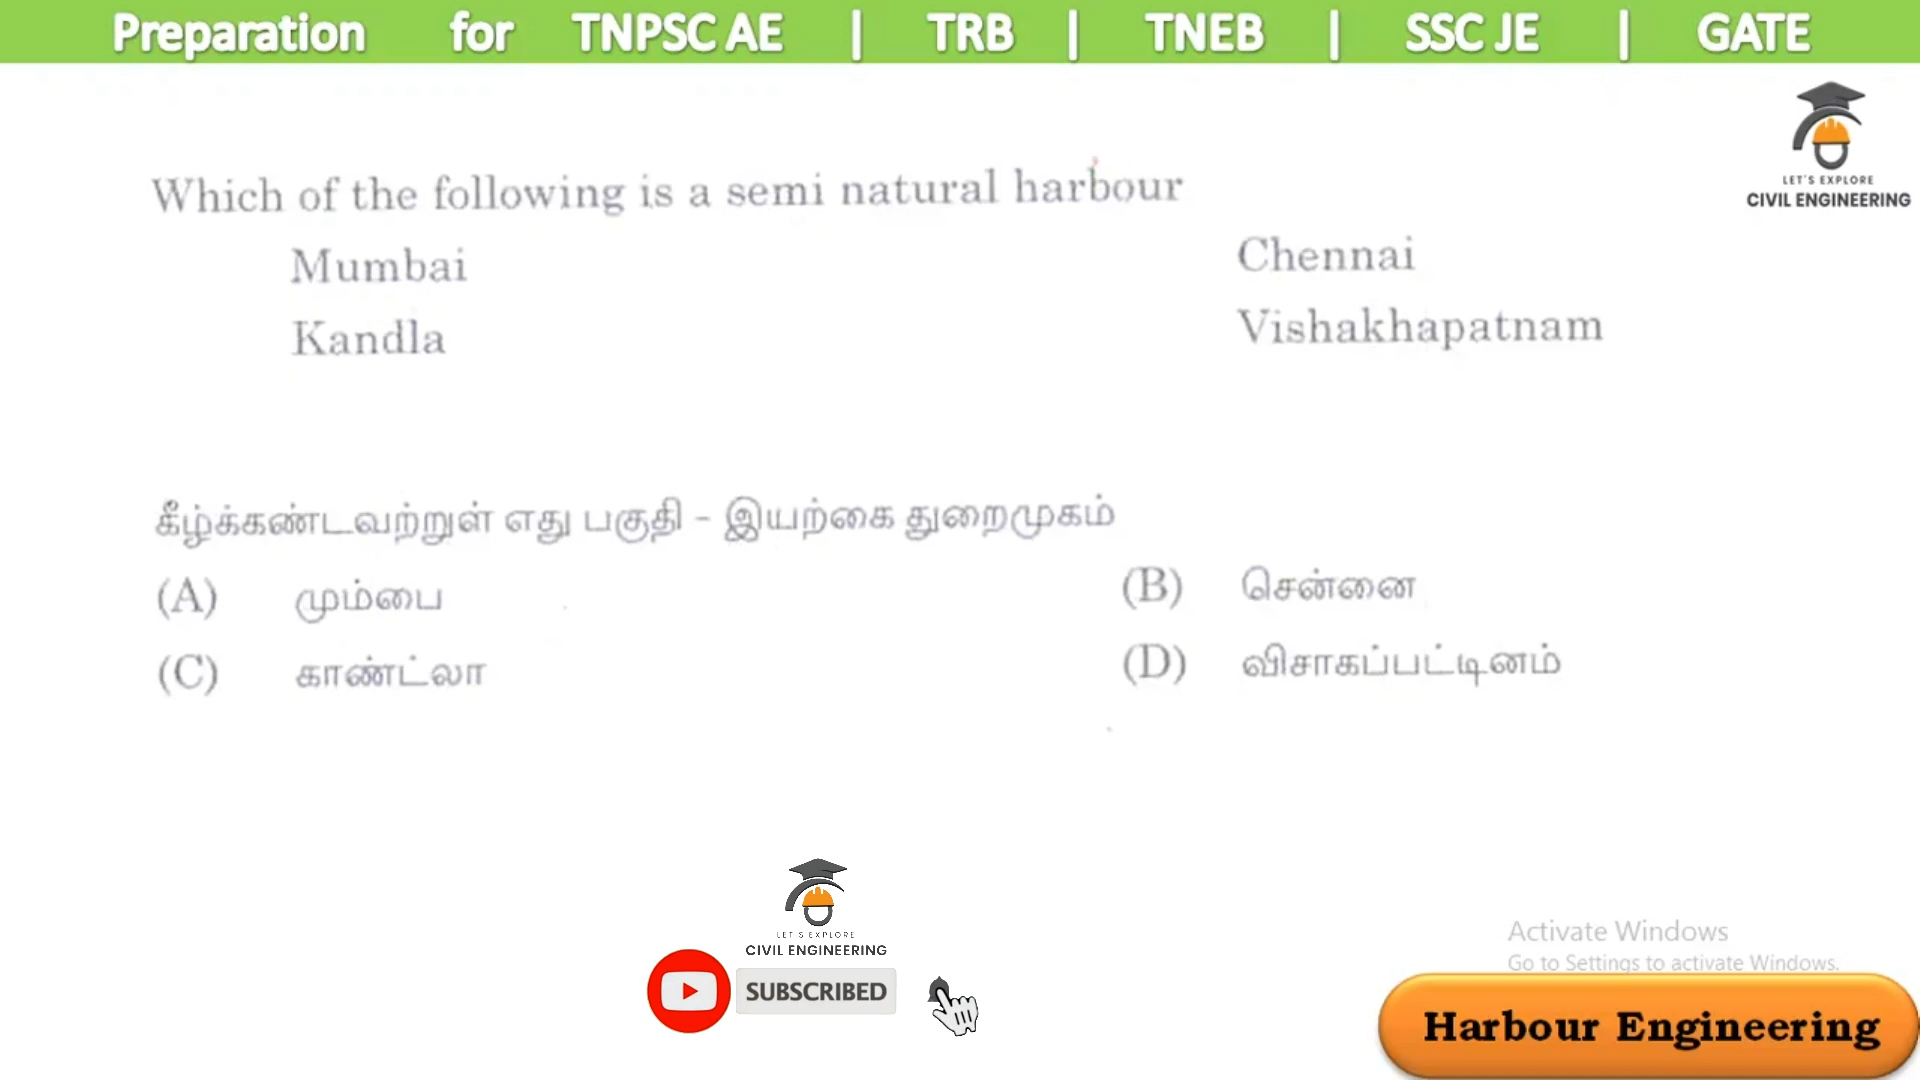 Preparation for TNPSC AE | TRB | TNEB | SSC JE | GATE
LET'S EXPLORE
CIVIL ENGINEERING
Which of the following is a semi natural harbour
Mumbai Chennai
Kandla Vishakhapatnam
கீழ்க்கண்டவற்றுள் எது பகுதி - இயற்கை துறைமுகம்
(A) மும்பை (B) சென்னை
(C) காண்ட்லா (D) விசாகப்பட்டினம்
LET'S EXPLORE
CIVIL ENGINEERING
SUBSCRIBED
Activate Windows
Go to Settings to activate Windows.
Harbour Engineering